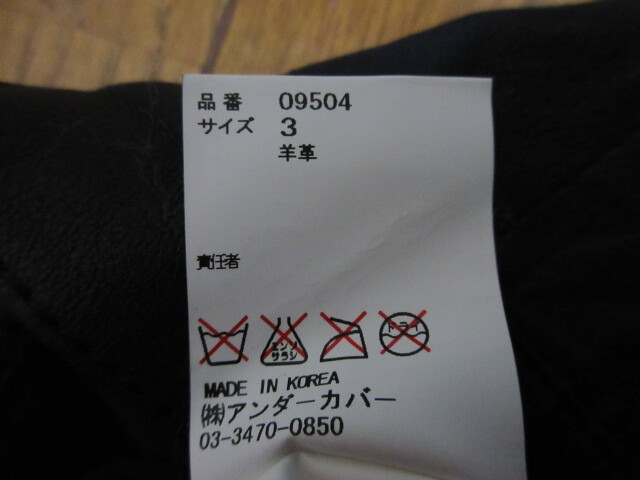 品番 09504
サイズ 3
羊革
責任者
エンソ サラシ ドライ
MADE IN KOREA
㈱アンダーカバー
03-3470-0850